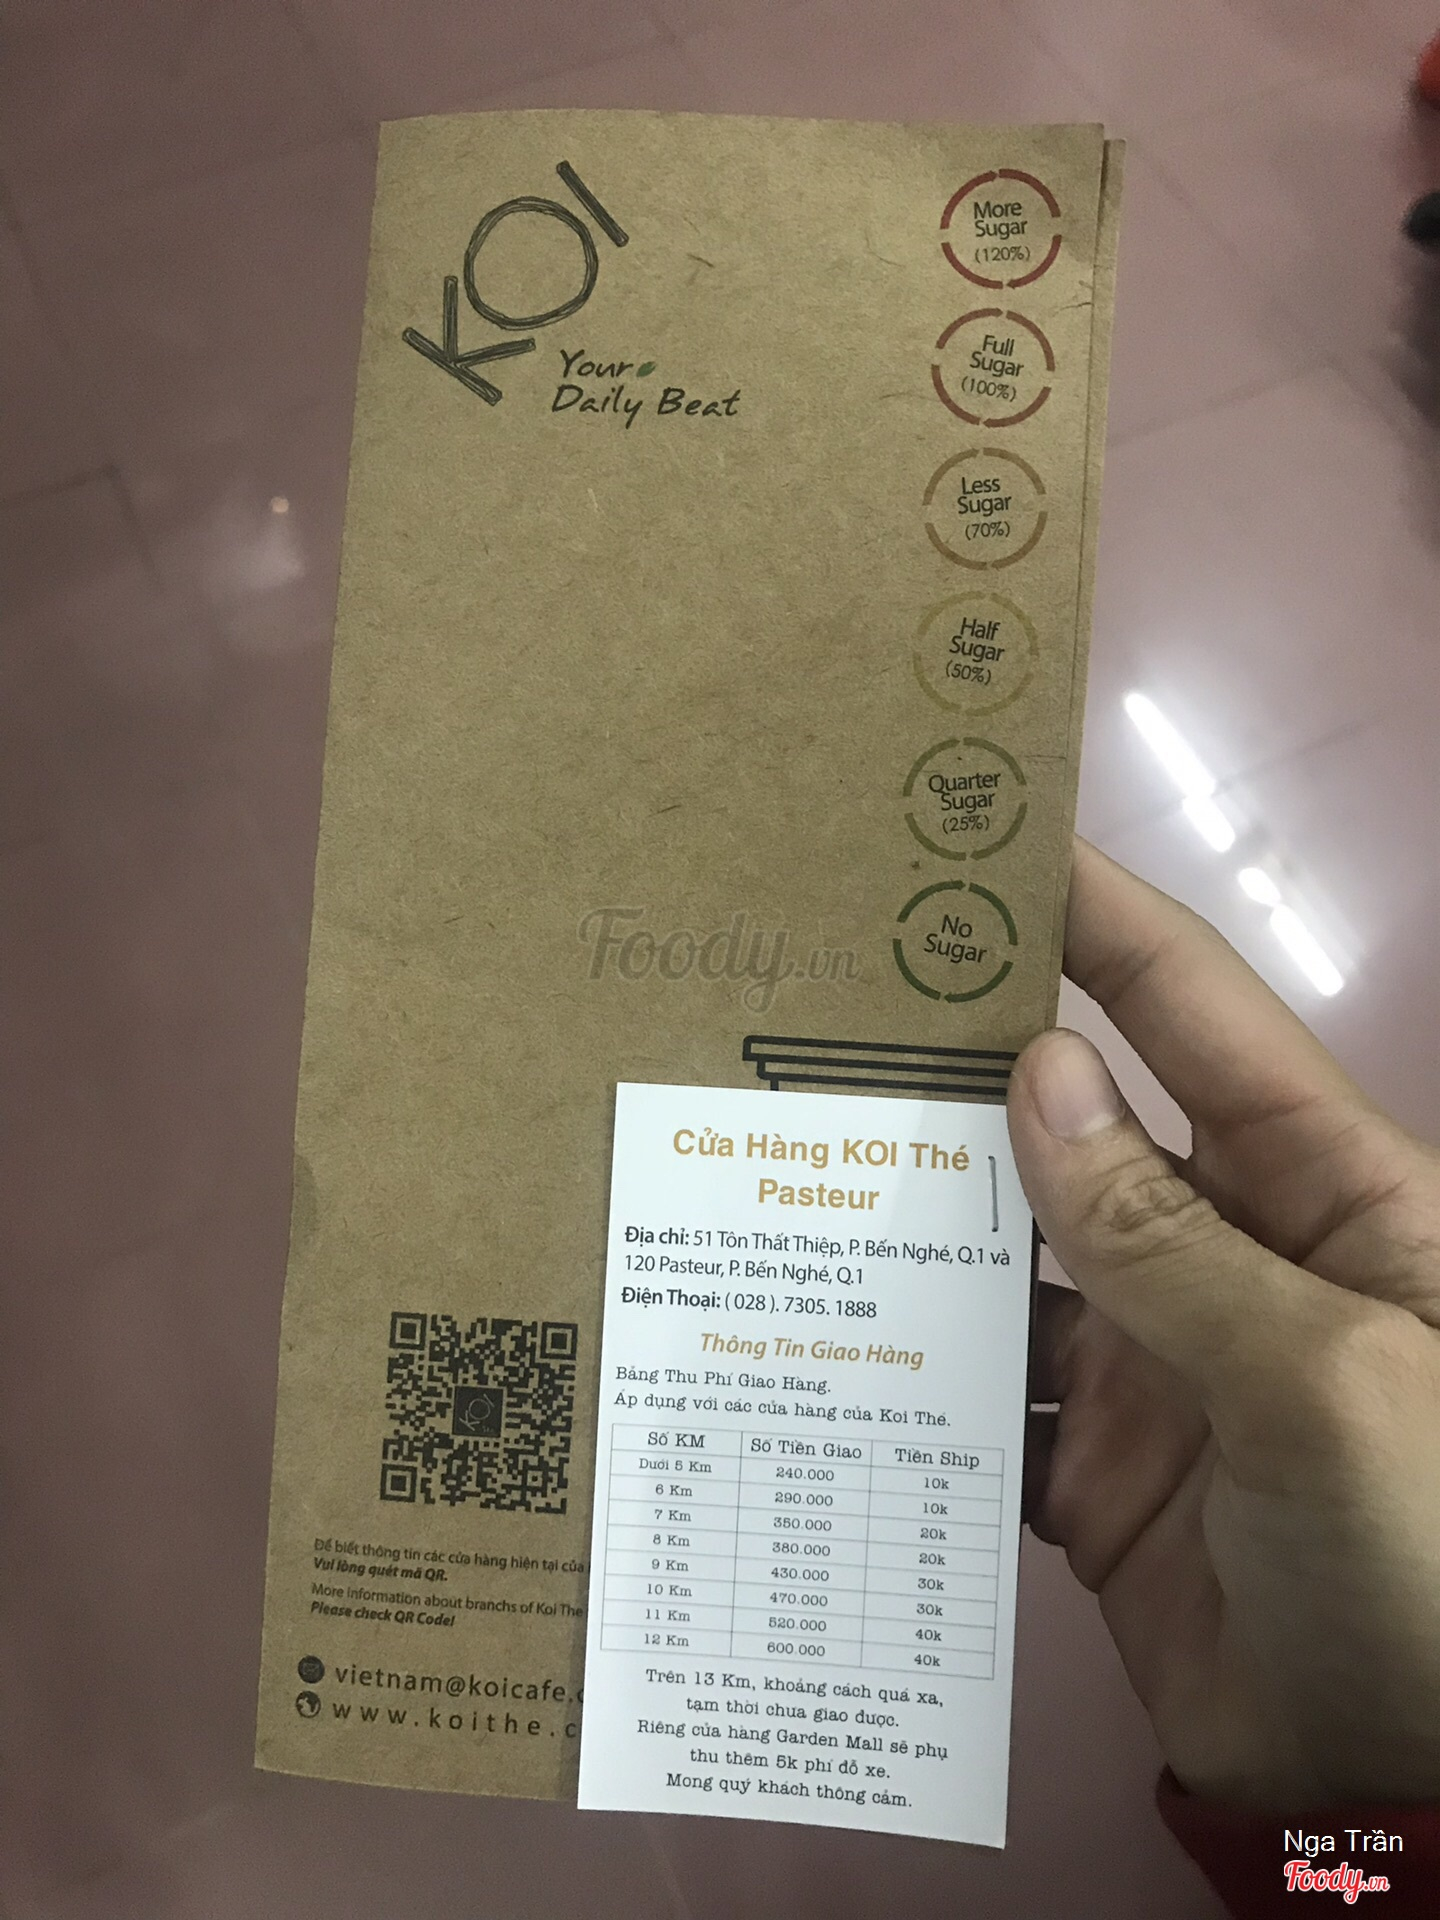 KOI
Your
Daily Beat
More
Sugar
(120%)
Full
Sugar
(100%)
Less
Sugar
(70%)
Half
Sugar
(50%)
Quarter
Sugar
(25%)
No
Sugar
Foody.vn
Cửa Hàng KOI Thé
Pasteur
Địa chỉ: 51 Tôn Thất Thiệp, P. Bến Nghé, Q.1 và
120 Pasteur, P. Bến Nghé, Q.1
Điện Thoại: ( 028 ). 7305. 1888
Thông Tin Giao Hàng
Bảng Thu Phí Giao Hàng.
Áp dụng với các cửa hàng của Koi Thé.
Số KM Số Tiền Giao Tiền Ship
Dưới 5 Km 240.000 10k
6 Km 290.000 10k
7 Km 350.000 20k
8 Km 380.000 20k
9 Km 430.000 30k
10 Km 470.000 30k
11 Km 520.000 40k
12 Km 600.000 40k
Trên 13 Km, khoảng cách quá xa,
tạm thời chưa giao được.
Riêng cửa hàng Garden Mall sẽ phụ
thu thêm 5k phí đỗ xe.
Mong quý khách thông cảm.
KOI
Để biết thông tin các cửa hàng hiện tại của
Vui lòng quét mã QR.
More information about branchs of Koi The
Please check QR Code!
vietnam@koicafe.c
www.koithe.c
Nga Trần
Foody.vn